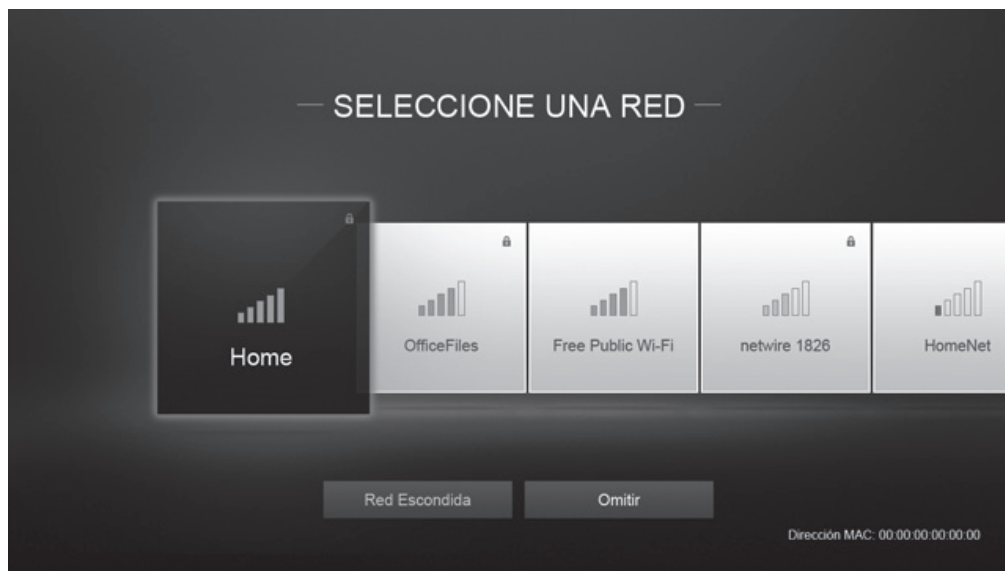 SELECCIONE UNA RED
Home
OfficeFiles
Free Public Wi-Fi
netwire 1826
HomeNet
Red Escondida
Omitir
Dirección MAC: 00:00:00:00:00:00